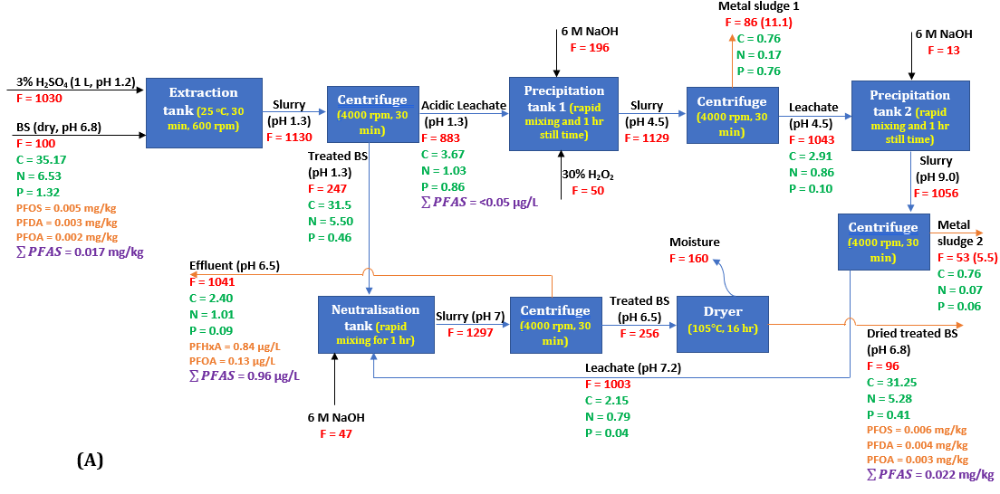 Metal sludge 1
F = 86 (11.1)
C = 0.76
N = 0.17
P = 0.76
6 M NaOH
F = 196
6 M NaOH
F = 13
3% H₂SO₄ (1 L, pH 1.2)
F = 1030
BS (dry, pH 6.8)
F = 100
C = 35.17
N = 6.53
P = 1.32
PFOS = 0.005 mg/kg
PFDA = 0.003 mg/kg
PFOA = 0.002 mg/kg
∑ PFAS = 0.017 mg/kg
Extraction
tank (25 °C, 30
min, 600 rpm)
Slurry
(pH 1.3)
F = 1130
Centrifuge
(4000 rpm, 30
min)
Acidic Leachate
(pH 1.3)
F = 883
C = 3.67
N = 1.03
P = 0.86
∑ PFAS = <0.05 µg/L
Precipitation
tank 1 (rapid
mixing and 1 hr
still time)
30% H₂O₂
F = 50
Slurry
(pH 4.5)
F = 1129
Centrifuge
(4000 rpm, 30
min)
Leachate
(pH 4.5)
F = 1043
C = 2.91
N = 0.86
P = 0.10
Precipitation
tank 2 (rapid
mixing and 1 hr
still time)
Slurry
(pH 9.0)
F = 1056
Treated BS
(pH 1.3)
F = 247
C = 31.5
N = 5.50
P = 0.46
Centrifuge
(4000 rpm, 30
min)
Metal
sludge 2
F = 53 (5.5)
C = 0.76
N = 0.07
P = 0.06
Effluent (pH 6.5)
F = 1041
C = 2.40
N = 1.01
P = 0.09
PFHxA = 0.84 µg/L
PFOA = 0.13 µg/L
∑ PFAS = 0.96 µg/L
Neutralisation
tank (rapid
mixing for 1 hr)
Slurry (pH 7)
F = 1297
Centrifuge
(4000 rpm, 30
min)
Treated BS
(pH 6.5)
F = 256
Moisture
F = 160
Dryer
(105°C, 16 hr)
Dried treated BS
(pH 6.8)
F = 96
C = 31.25
N = 5.28
P = 0.41
PFOS = 0.006 mg/kg
PFDA = 0.004 mg/kg
PFOA = 0.003 mg/kg
∑ PFAS = 0.022 mg/kg
Leachate (pH 7.2)
F = 1003
C = 2.15
N = 0.79
P = 0.04
6 M NaOH
F = 47
(A)